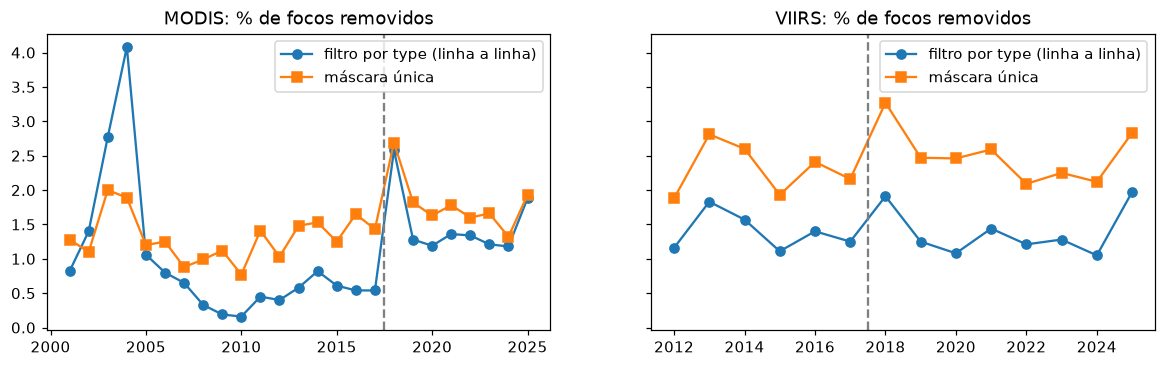 MODIS: % de focos removidos
filtro por type (linha a linha)
máscara única
4.0
3.5
3.0
2.5
2.0
1.5
1.0
0.5
0.0
2000 2005 2010 2015 2020 2025
VIIRS: % de focos removidos
filtro por type (linha a linha)
máscara única
2012 2014 2016 2018 2020 2022 2024